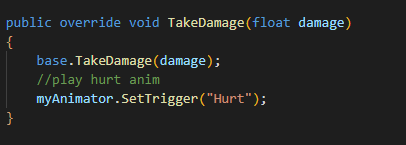 public override void TakeDamage(float damage)
{
    base.TakeDamage(damage);
    //play hurt anim
    myAnimator.SetTrigger("Hurt");
}